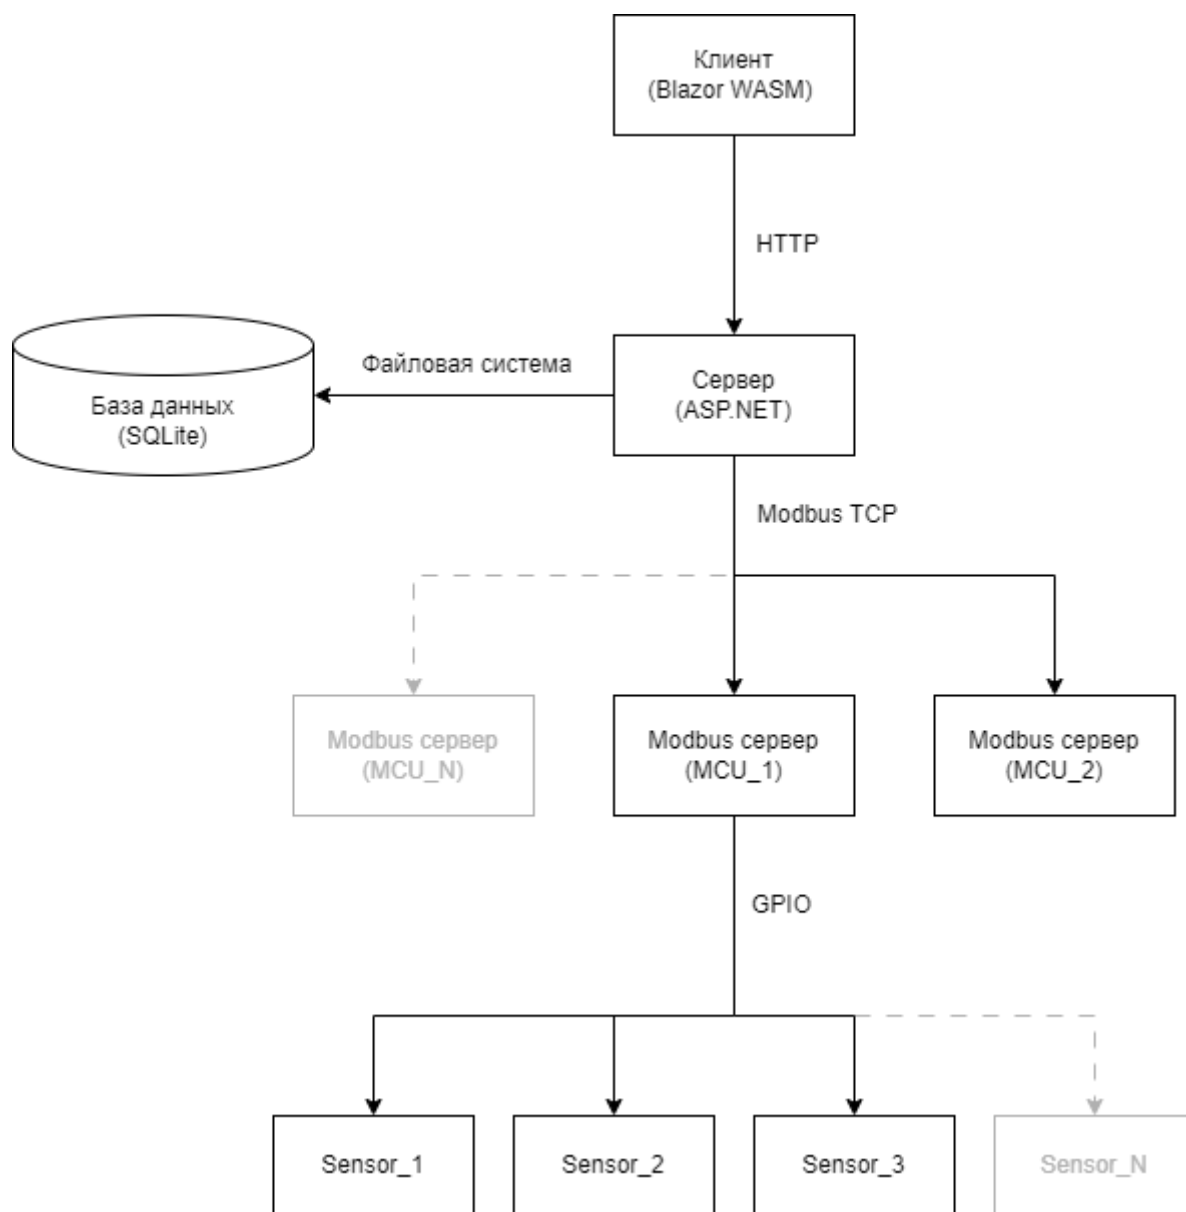 Клиент
(Blazor WASM)
HTTP
Файловая система
База данных
(SQLite)
Сервер
(ASP.NET)
Modbus TCP
Modbus сервер
(MCU_N)
Modbus сервер
(MCU_1)
Modbus сервер
(MCU_2)
GPIO
Sensor_1
Sensor_2
Sensor_3
Sensor_N